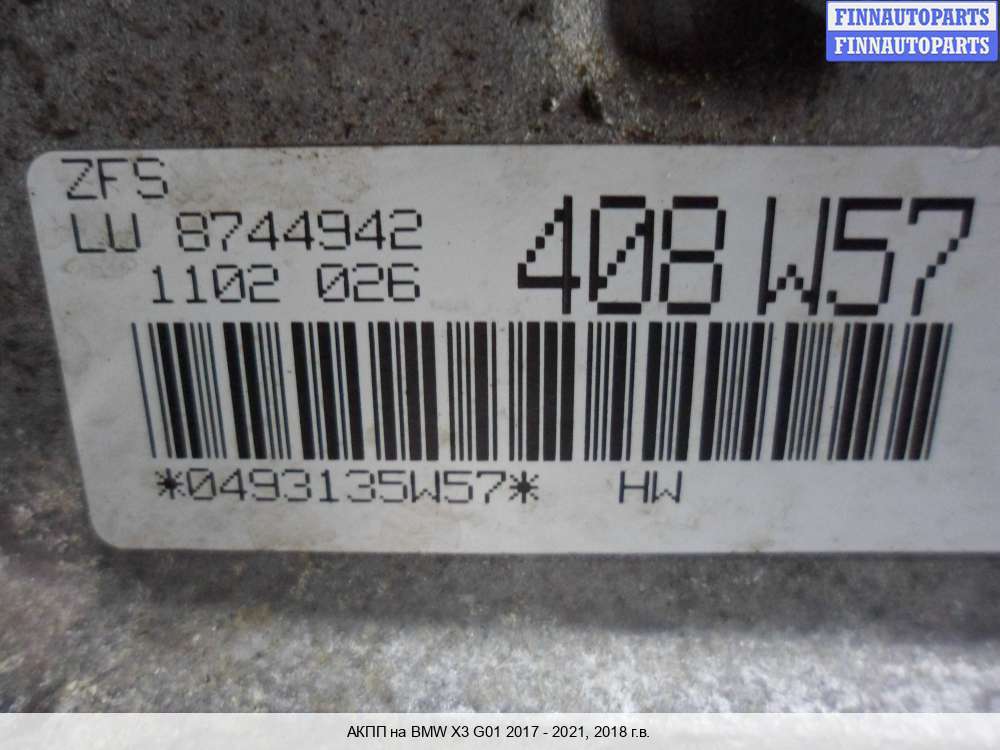 FINNAUTOPARTS
FINNAUTOPARTS
ZFS
LU 8744942
1102 026
408 W57
*0493135W57* HW
АКПП на BMW X3 G01 2017 - 2021, 2018 г.в.